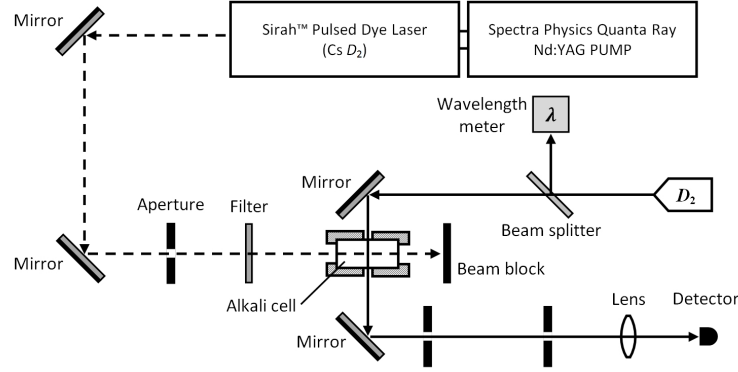 Mirror
Sirah™ Pulsed Dye Laser
(Cs D₂)
Spectra Physics Quanta Ray
Nd:YAG PUMP
Wavelength
meter
λ
Mirror
D₂
Beam splitter
Aperture
Filter
Mirror
Beam block
Alkali cell
Mirror
Lens
Detector